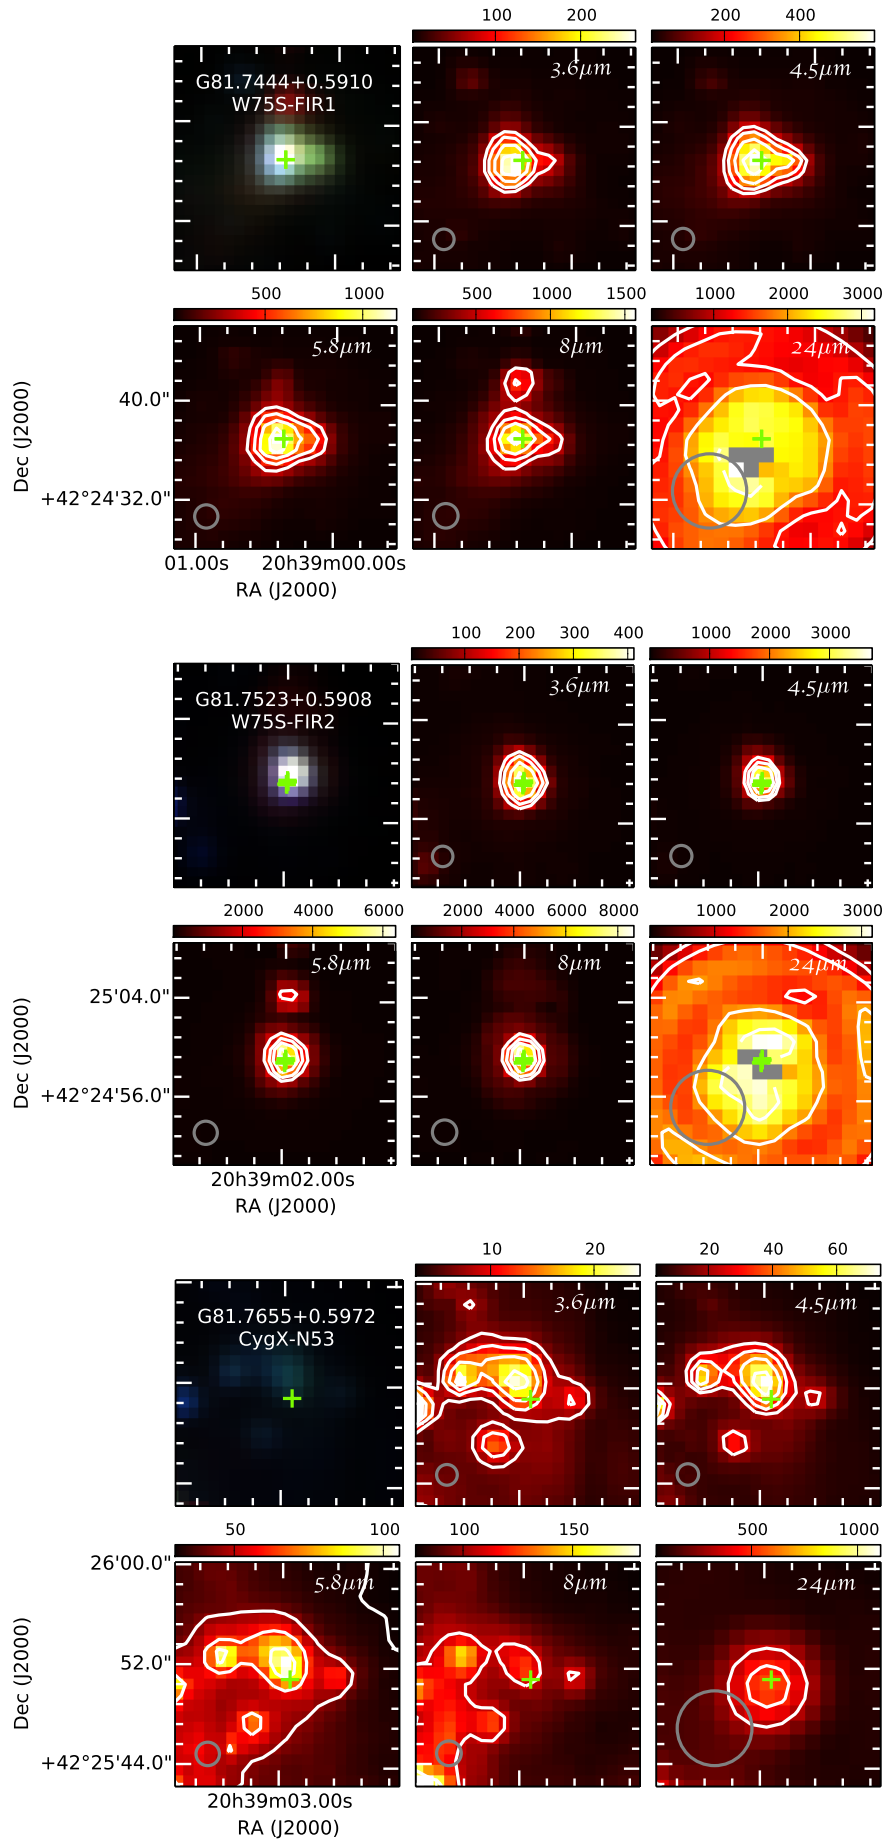 100 200
200 400
G81.7444+0.5910
W75S-FIR1
3.6μm
4.5μm
500 1000
500 1000 1500
1000 2000 3000
5.8μm
8μm
24μm
Dec (J2000)
40.0"
+42°24'32.0"
01.00s 20h39m00.00s
RA (J2000)
100 200 300 400
1000 2000 3000
G81.7523+0.5908
W75S-FIR2
3.6μm
4.5μm
2000 4000 6000
2000 4000 6000 8000
1000 2000 3000
5.8μm
8μm
24μm
Dec (J2000)
25'04.0"
+42°24'56.0"
20h39m02.00s
RA (J2000)
10 20
20 40 60
G81.7655+0.5972
CygX-N53
3.6μm
4.5μm
50 100
100 150
500 1000
5.8μm
8μm
24μm
Dec (J2000)
26'00.0"
52.0"
+42°25'44.0"
20h39m03.00s
RA (J2000)